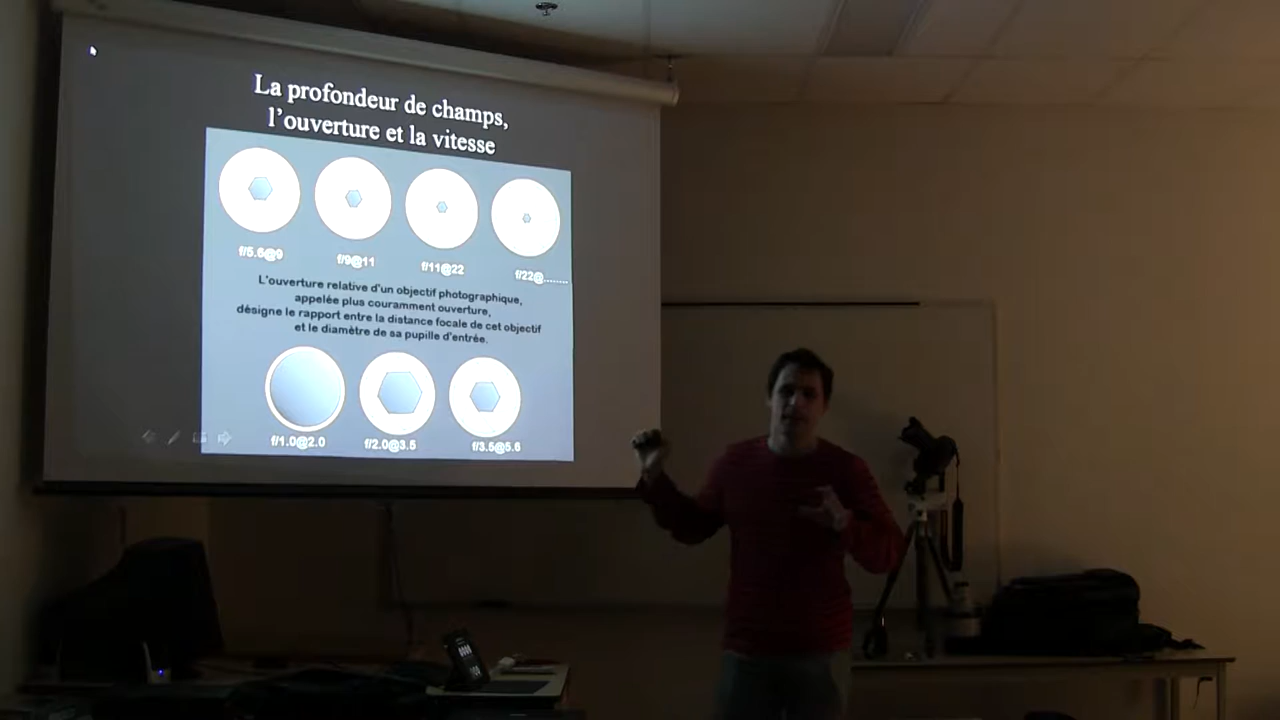 La profondeur de champs,
l'ouverture et la vitesse
f/5.6@9
f/9@11
f/11@22
f/22@........
L'ouverture relative d'un objectif photographique,
appelée plus couramment ouverture,
désigne le rapport entre la distance focale de cet objectif
et le diamètre de sa pupille d'entrée.
f/1.0@2.0
f/2.0@3.5
f/3.5@5.6